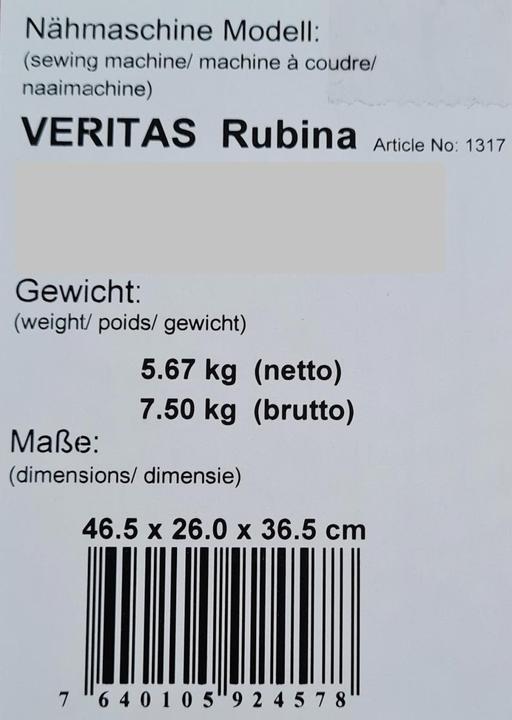 Nähmaschine Modell:
(sewing machine/ machine à coudre/
naaimachine)
VERITAS Rubina Article No: 1317
Gewicht:
(weight/ poids/ gewicht)
5.67 kg (netto)
7.50 kg (brutto)
Maße:
(dimensions/ dimensie)
46.5 x 26.0 x 36.5 cm
7 640105 924578